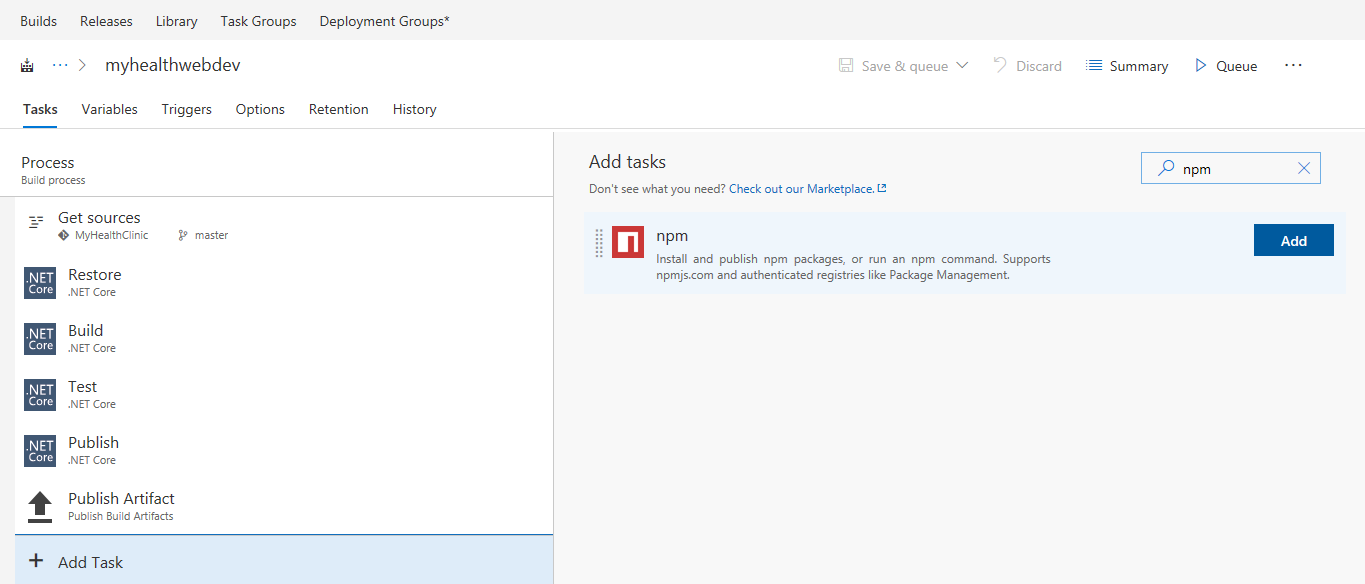 Builds Releases Library Task Groups Deployment Groups*
··· > myhealthwebdev Save & queue Discard Summary Queue ···
Tasks Variables Triggers Options Retention History
Process
Build process
Get sources
MyHealthClinic master
.NET Core Restore
.NET Core
.NET Core Build
.NET Core
.NET Core Test
.NET Core
.NET Core Publish
.NET Core
Publish Artifact
Publish Build Artifacts
+ Add Task
Add tasks
npm
Don't see what you need? Check out our Marketplace.
npm
Install and publish npm packages, or run an npm command. Supports
npmjs.com and authenticated registries like Package Management.
Add